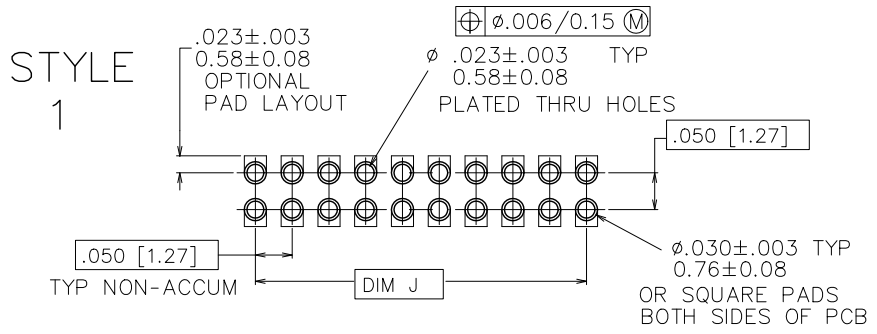 STYLE
1
.023±.003
0.58±0.08
OPTIONAL
PAD LAYOUT
⌖ ø.006/0.15 Ⓜ
ø .023±.003 TYP
0.58±0.08
PLATED THRU HOLES
.050 [1.27]
.050 [1.27]
TYP NON-ACCUM
DIM J
ø.030±.003 TYP
0.76±0.08
OR SQUARE PADS
BOTH SIDES OF PCB